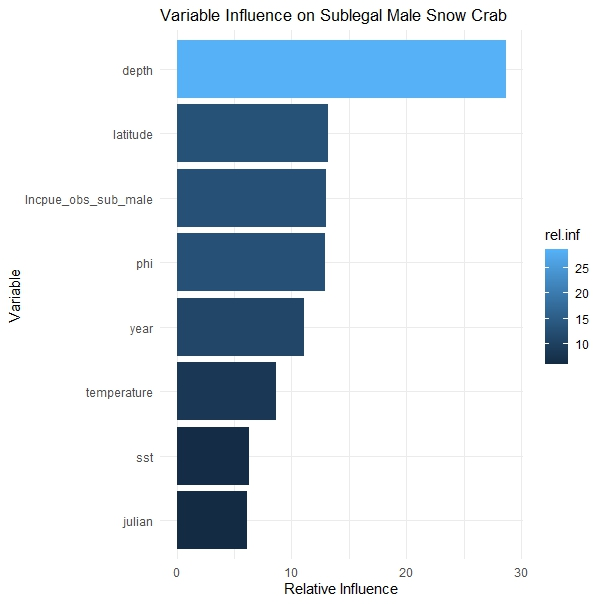 Variable Influence on Sublegal Male Snow Crab
depth
latitude
lncpue_obs_sub_male
phi
year
temperature
sst
julian
Variable
0 10 20 30
Relative Influence
rel.inf
25
20
15
10